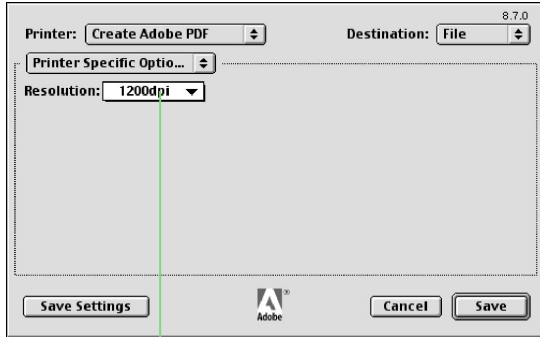 8.7.0
Printer: Create Adobe PDF Destination: File
Printer Specific Optio...
Resolution: 1200dpi
Save Settings Adobe® Cancel Save